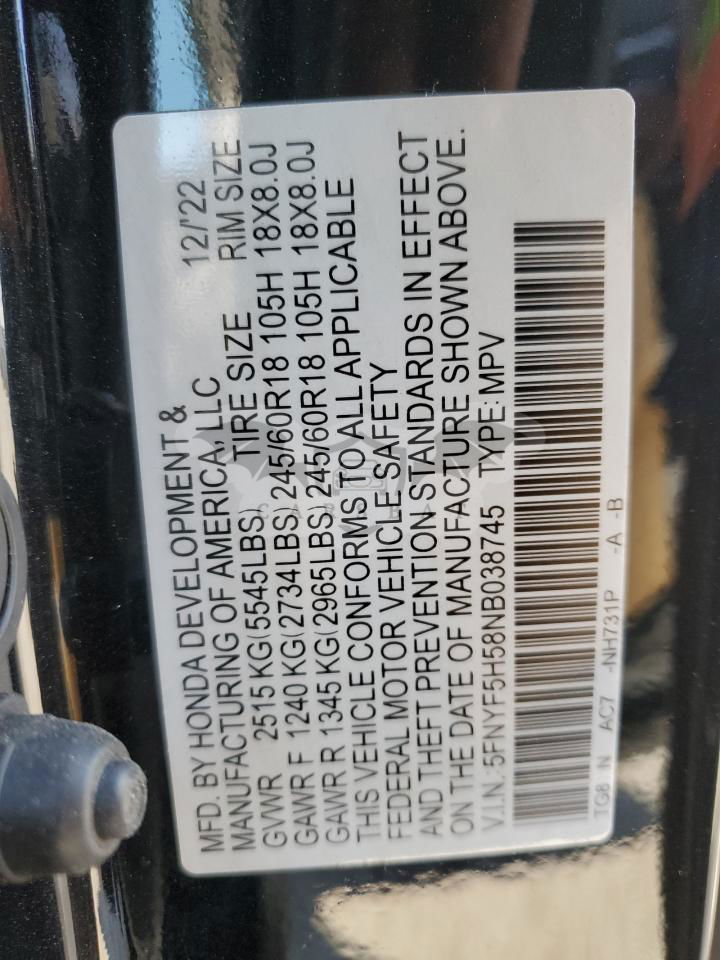 MFD. BY HONDA DEVELOPMENT &
MANUFACTURING OF AMERICA, LLC 12/'22
GVWR 2515 KG(5545LBS) TIRE SIZE RIM SIZE
GAWR F 1240 KG(2734LBS) 245/60R18 105H 18X8.0J
GAWR R 1345 KG(2965LBS) 245/60R18 105H 18X8.0J
THIS VEHICLE CONFORMS TO ALL APPLICABLE
FEDERAL MOTOR VEHICLE SAFETY
AND THEFT PREVENTION STANDARDS IN EFFECT
ON THE DATE OF MANUFACTURE SHOWN ABOVE.
V.I.N.:5FNYF5H58NB038745 TYPE:MPV
TG8 N AC7 -NH731P -A -B